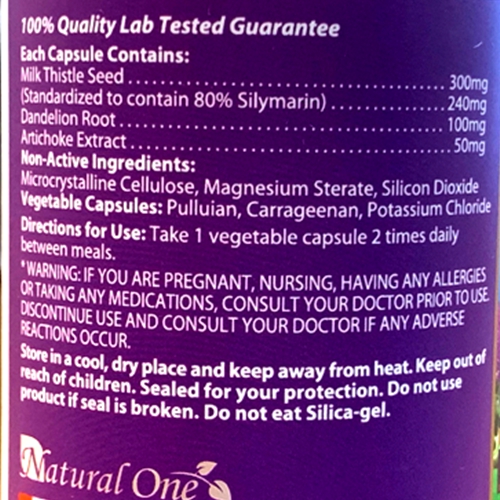 100% Quality Lab Tested Guarantee
Each Capsule Contains:
Milk Thistle Seed ........................................ 300mg
(Standardized to contain 80% Silymarin) ................ 240mg
Dandelion Root ........................................ 100mg
Artichoke Extract ........................................ 50mg
Non-Active Ingredients:
Microcrystalline Cellulose, Magnesium Sterate, Silicon Dioxide
Vegetable Capsules: Pulluian, Carrageenan, Potassium Chloride
Directions for Use: Take 1 vegetable capsule 2 times daily
between meals.
*WARNING: IF YOU ARE PREGNANT, NURSING, HAVING ANY ALLERGIES
OR TAKING ANY MEDICATIONS, CONSULT YOUR DOCTOR PRIOR TO USE.
DISCONTINUE USE AND CONSULT YOUR DOCTOR IF ANY ADVERSE
REACTIONS OCCUR.
Store in a cool, dry place and keep away from heat. Keep out of
reach of children. Sealed for your protection. Do not use
product if seal is broken. Do not eat Silica-gel.
Natural One